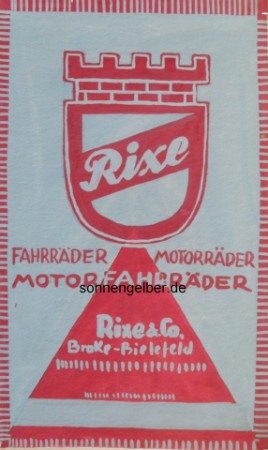 Rixe
FAHRRÄDER MOTORRÄDER
MOTORFAHRRÄDER
sonnengelber.de
Rixe & Co.
Brake-Bielefeld